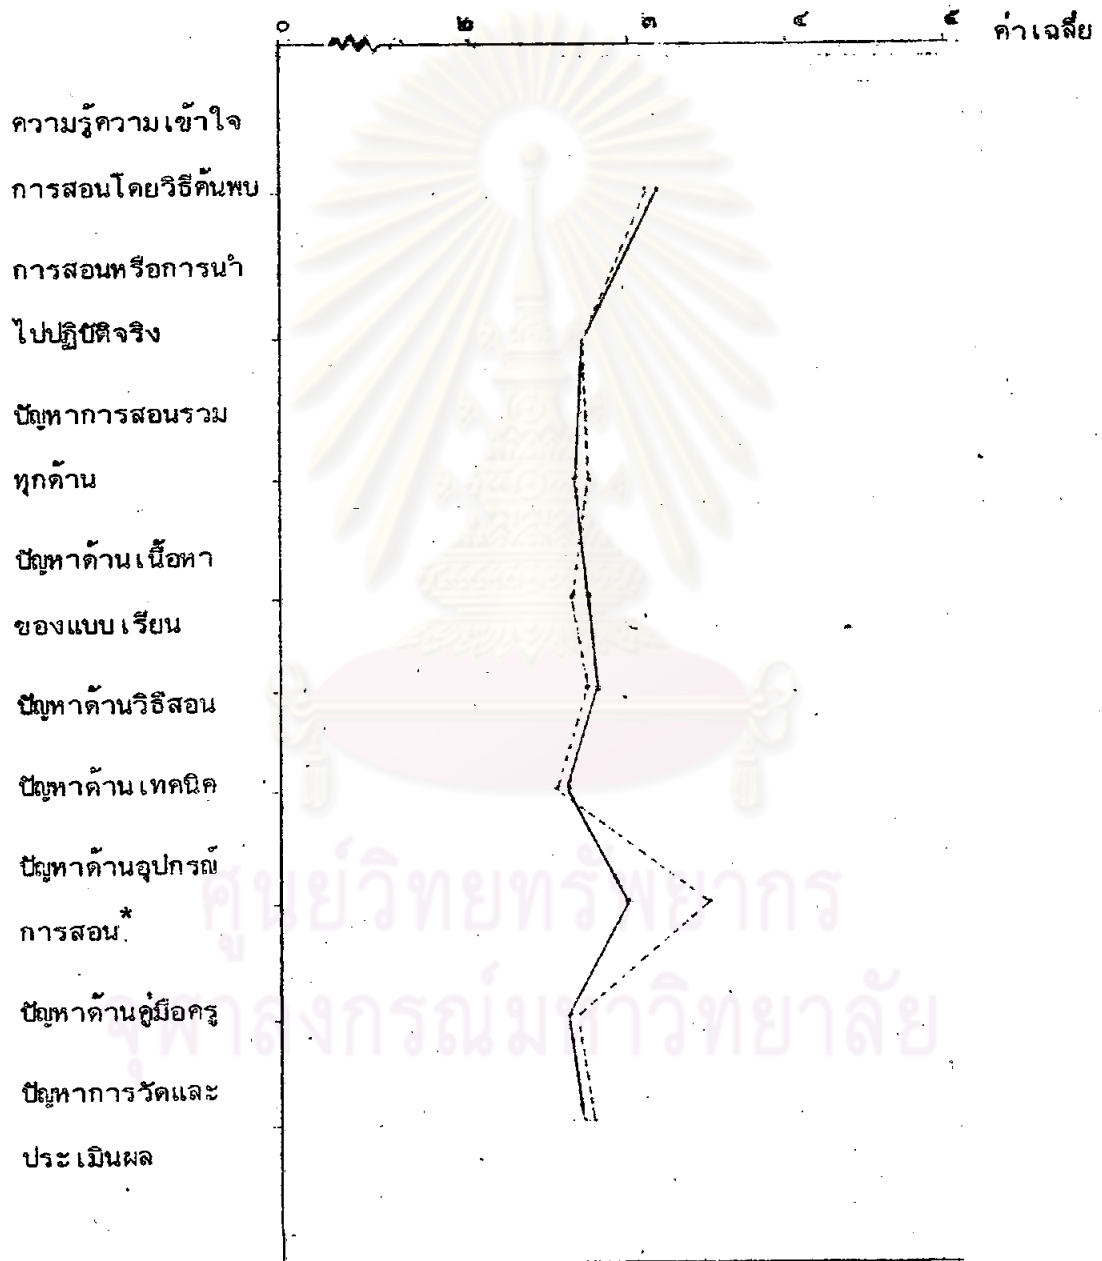 ๐ ๒ ๓ ๔ ๕ ค่าเฉลี่ย
ความรู้ความเข้าใจ
การสอนโดยวิธีค้นพบ
การสอนหรือการนำ
ไปปฏิบัติจริง
ปัญหาการสอนรวม
ทุกด้าน
ปัญหาด้านเนื้อหา
ของแบบเรียน
ปัญหาด้านวิธีสอน
ปัญหาด้านเทคนิค
ปัญหาด้านอุปกรณ์
การสอน*
ปัญหาด้านคู่มือครู
ปัญหาการวัดและ
ประเมินผล
ศูนย์วิทยทรัพยากร
จุฬาลงกรณ์มหาวิทยาลัย